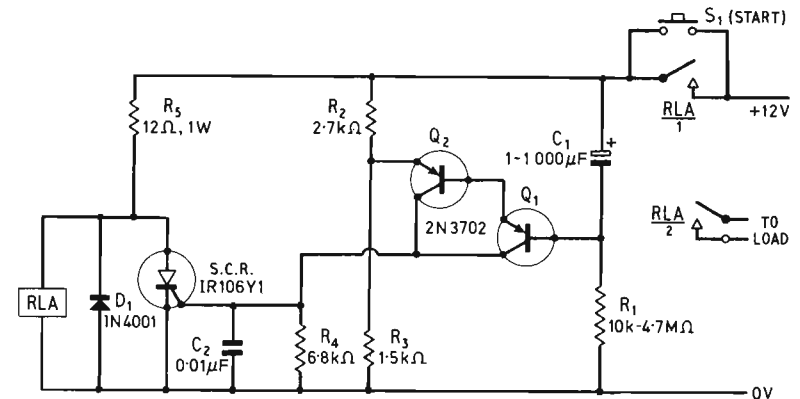 S₁ (START)
RLA
1
+12V
R₅
12Ω, 1W
R₂
2·7kΩ
Q₂
C₁
1-1000μF
+
Q₁
2N3702
RLA
2
TO
LOAD
S.C.R.
IR106Y1
RLA
D₁
1N4001
C₂
0·01μF
R₄
6·8kΩ
R₃
1·5kΩ
R₁
10k-4·7MΩ
0V